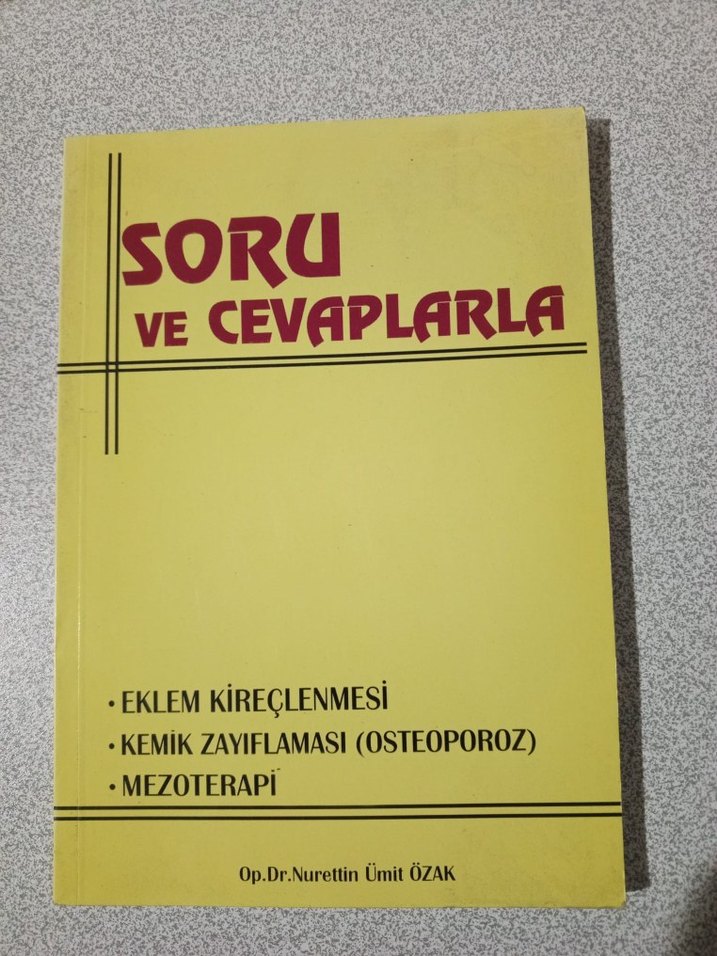 SORU
VE CEVAPLARLA
• EKLEM KİREÇLENMESİ
• KEMİK ZAYIFLAMASI (OSTEOPOROZ)
• MEZOTERAPİ
Op.Dr.Nurettin Ümit ÖZAK